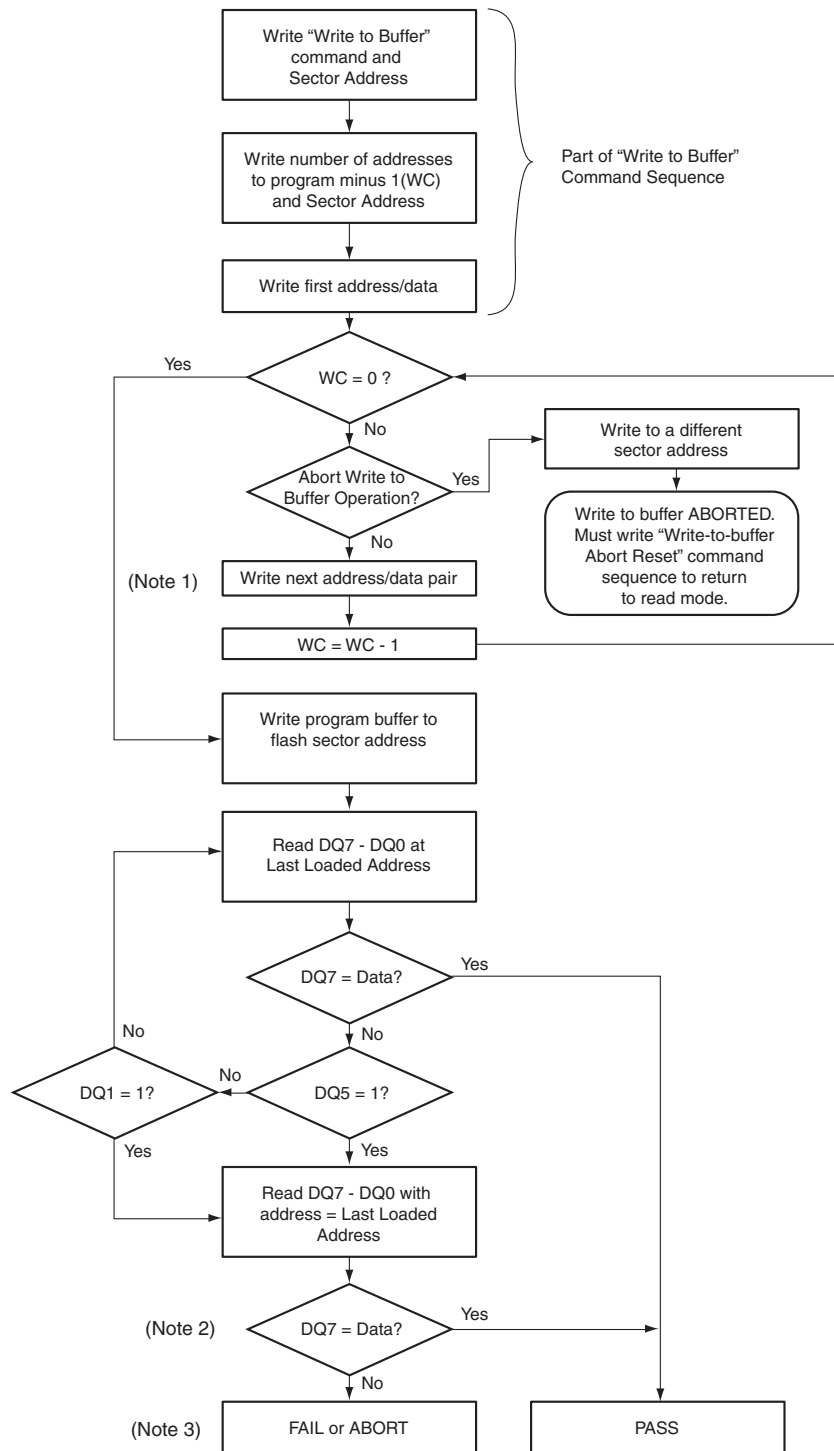 Write “Write to Buffer”
command and
Sector Address
Write number of addresses
to program minus 1(WC)
and Sector Address
Part of “Write to Buffer”
Command Sequence
Write first address/data
Yes
WC = 0 ?
No
Write to a different
sector address
Abort Write to
Buffer Operation?
Yes
No
Write to buffer ABORTED.
Must write “Write-to-buffer
Abort Reset” command
sequence to return
to read mode.
(Note 1)
Write next address/data pair
WC = WC - 1
Write program buffer to
flash sector address
Read DQ7 - DQ0 at
Last Loaded Address
DQ7 = Data?
Yes
No
No
DQ1 = 1?
No
DQ5 = 1?
Yes
Yes
Read DQ7 - DQ0 with
address = Last Loaded
Address
(Note 2)
DQ7 = Data?
Yes
No
(Note 3)
FAIL or ABORT
PASS